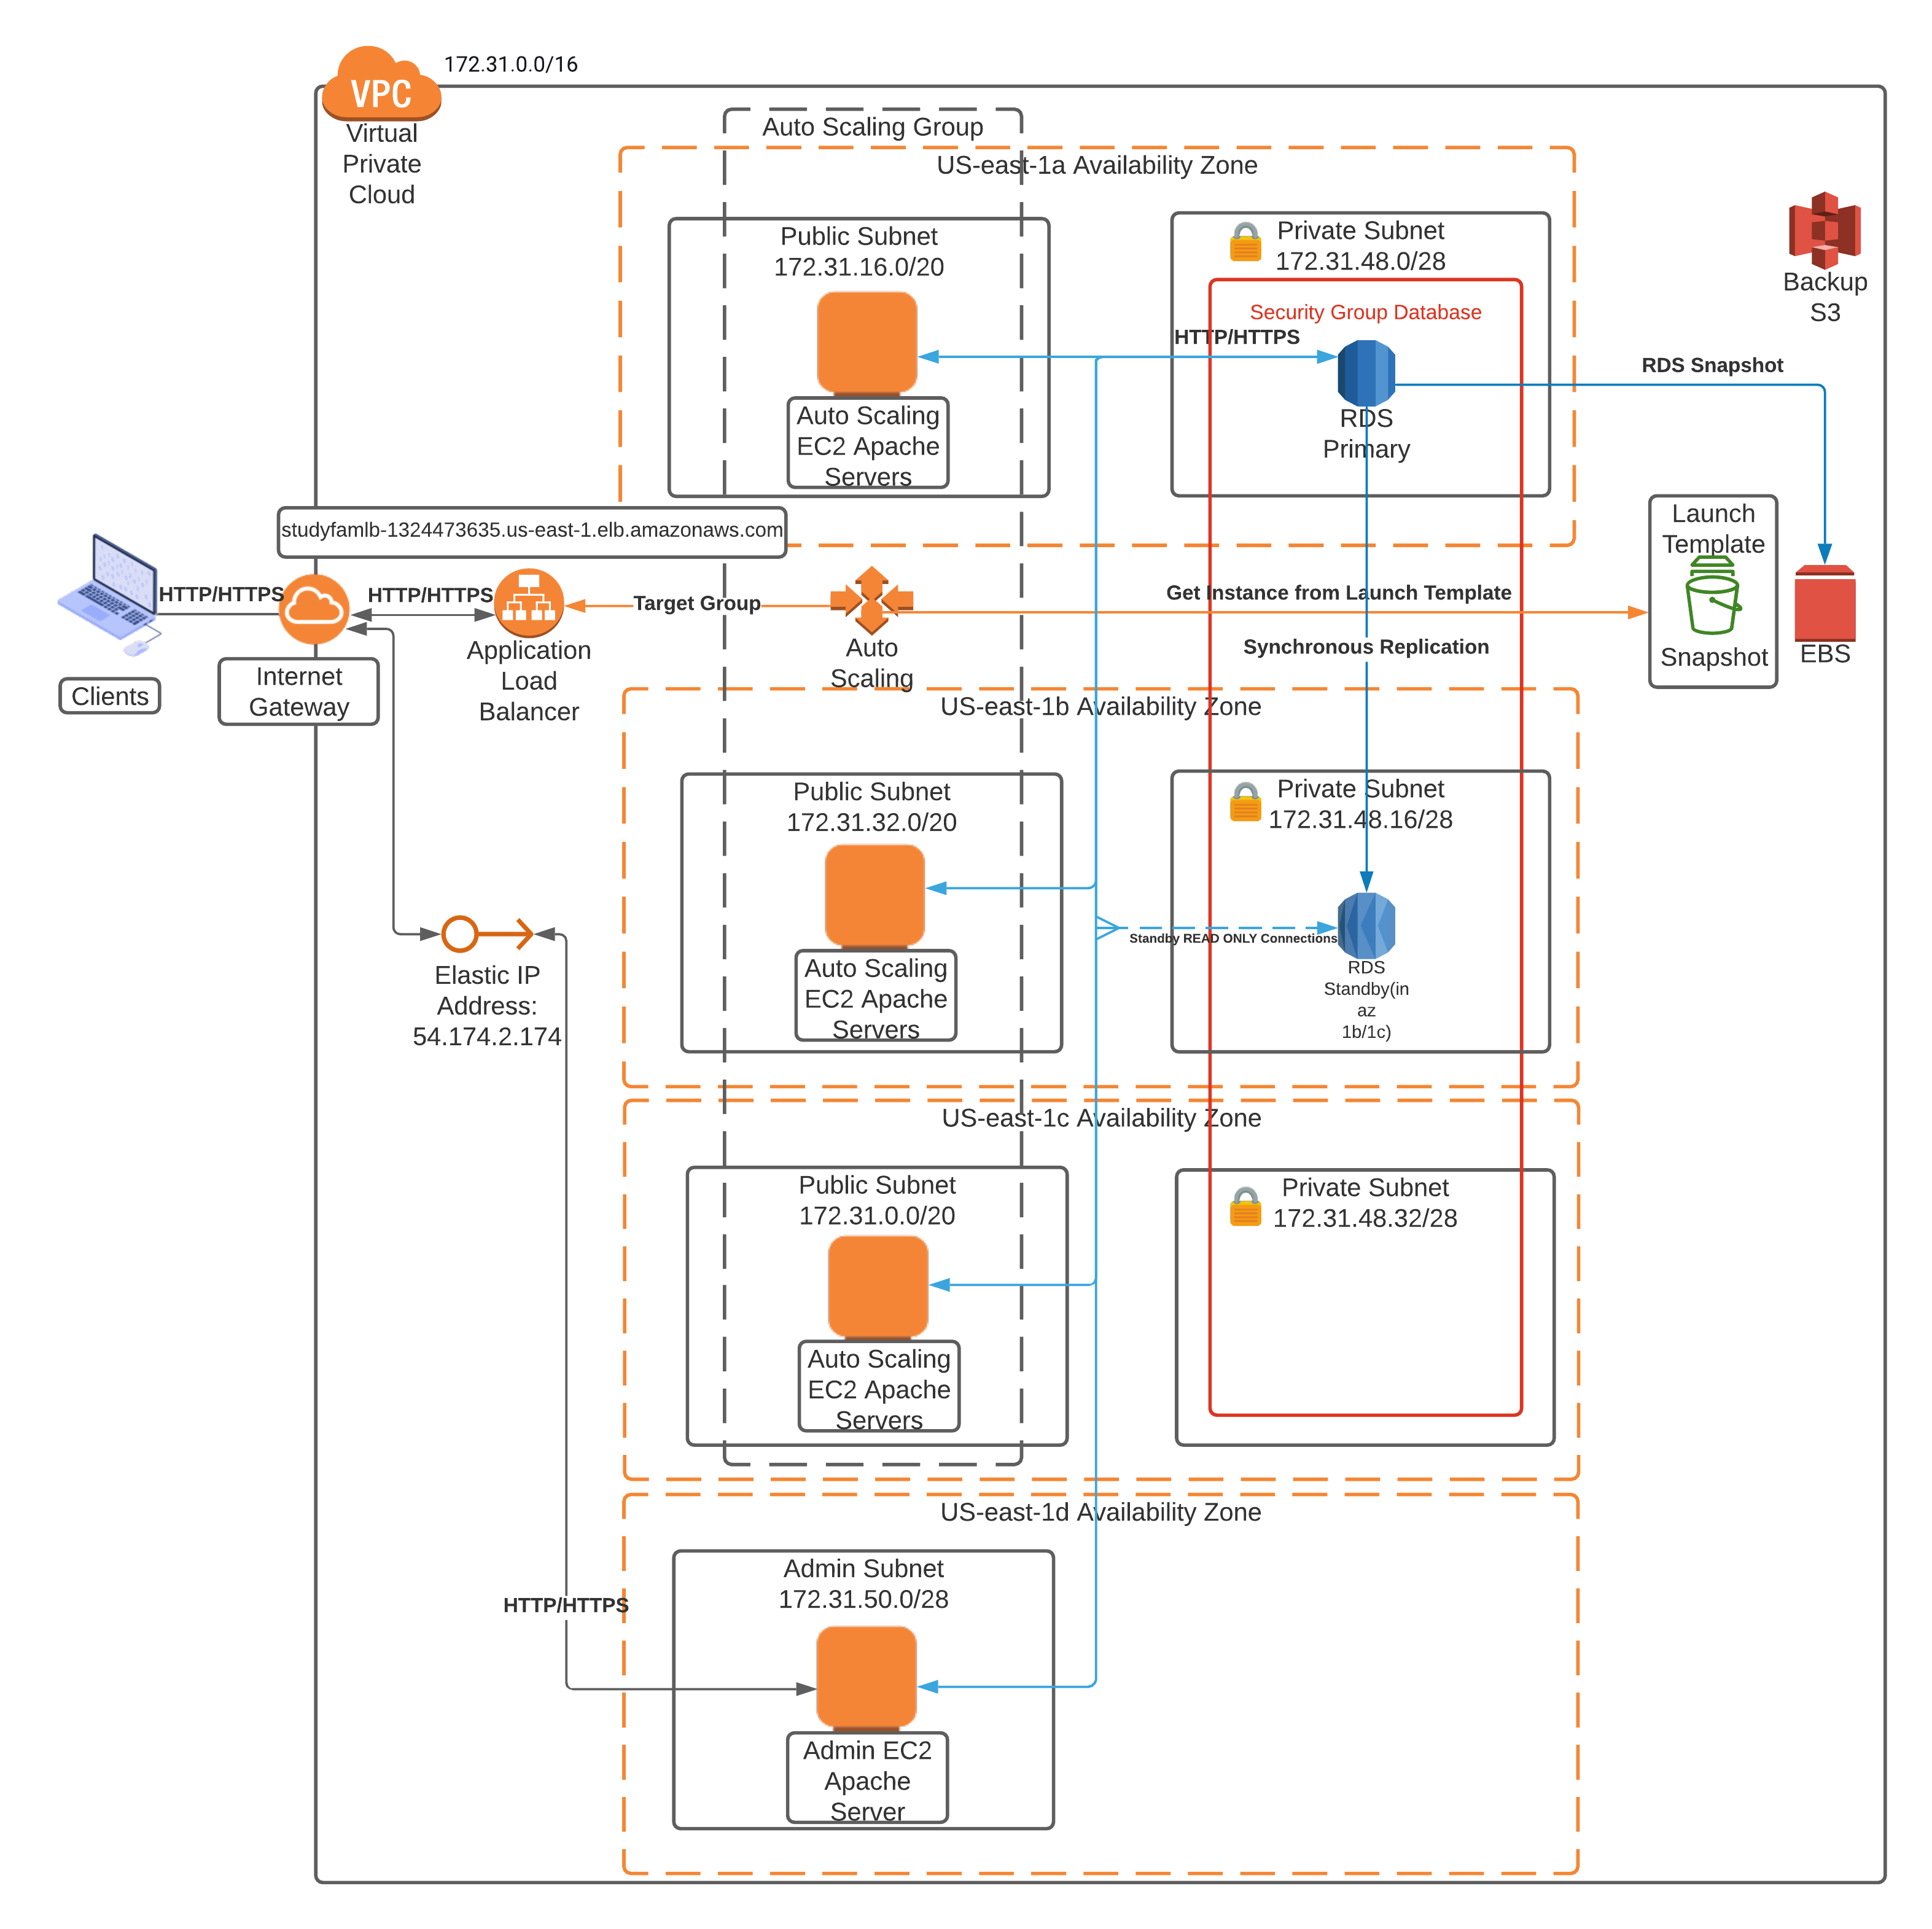 172.31.0.0/16
VPC
Virtual
Private
Cloud
Auto Scaling Group
US-east-1a Availability Zone
Public Subnet
172.31.16.0/20
Auto Scaling
EC2 Apache
Servers
Private Subnet
172.31.48.0/28
Security Group Database
HTTP/HTTPS
RDS
Primary
Backup
S3
RDS Snapshot
studyfamlb-1324473635.us-east-1.elb.amazonaws.com
HTTP/HTTPS
HTTP/HTTPS
Clients
Internet
Gateway
Application
Load
Balancer
Target Group
Auto
Scaling
Get Instance from Launch Template
Synchronous Replication
Launch
Template
Snapshot
EBS
US-east-1b Availability Zone
Public Subnet
172.31.32.0/20
Auto Scaling
EC2 Apache
Servers
Private Subnet
172.31.48.16/28
Standby READ ONLY Connections
RDS
Standby(in
az
1b/1c)
Elastic IP
Address:
54.174.2.174
US-east-1c Availability Zone
Public Subnet
172.31.0.0/20
Auto Scaling
EC2 Apache
Servers
Private Subnet
172.31.48.32/28
US-east-1d Availability Zone
Admin Subnet
172.31.50.0/28
HTTP/HTTPS
Admin EC2
Apache
Server